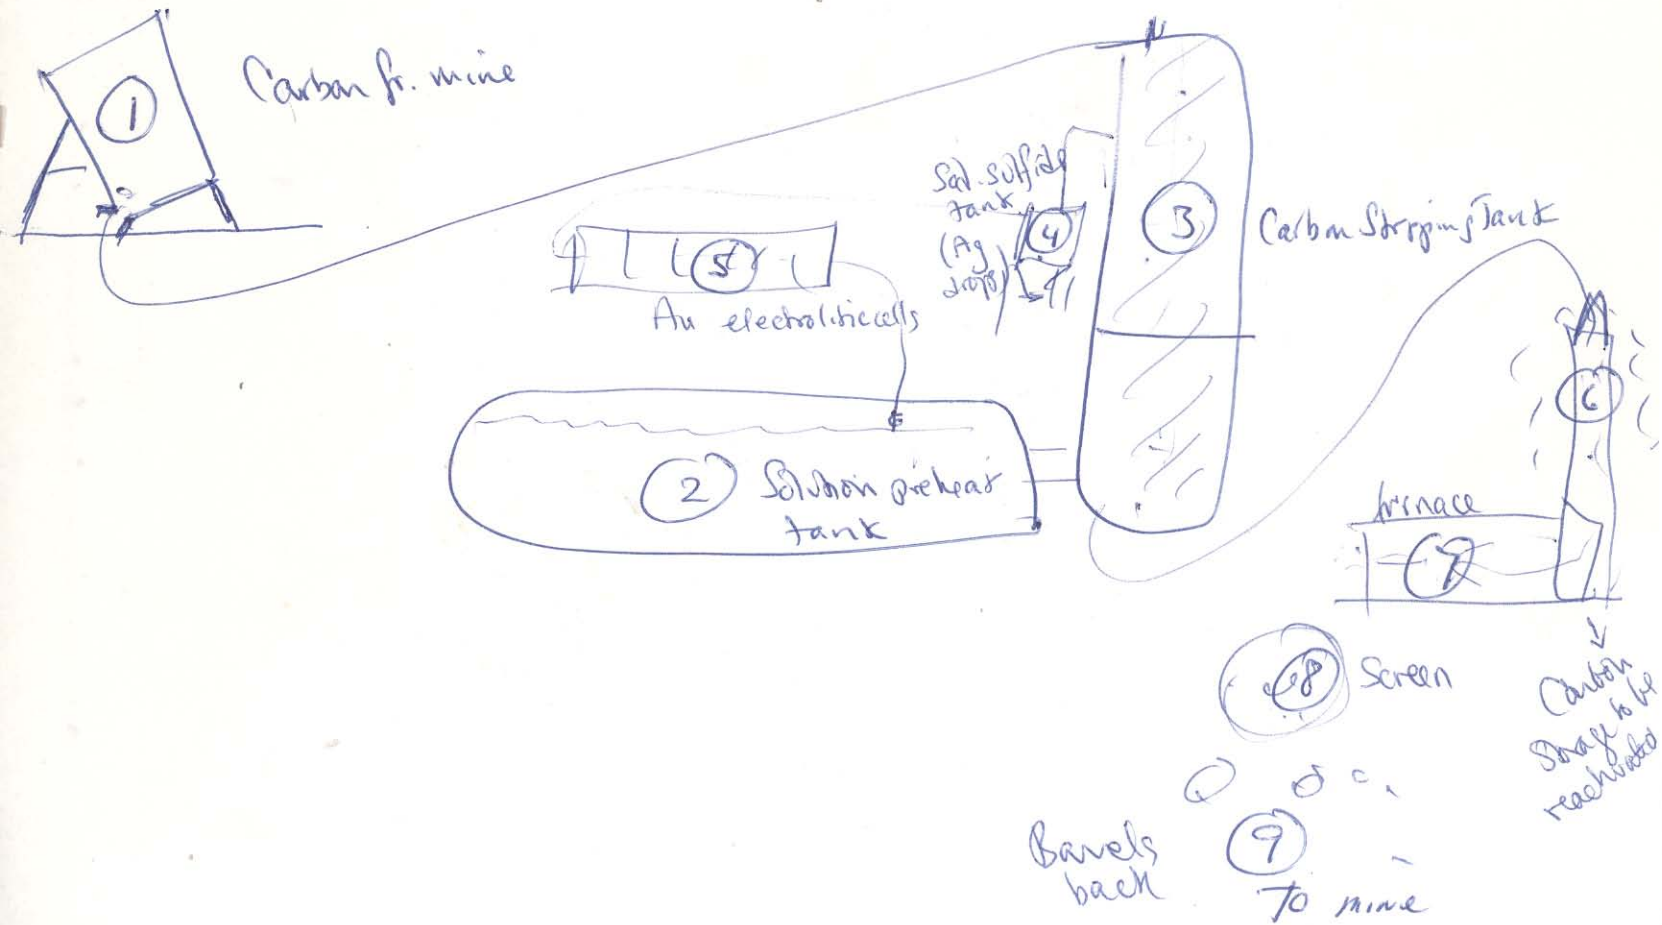 1
Carbon fr. mine
Sod. sulfide
tank
(Ag
drops)
4
3
Carbon Stripping Tank
5
Au electrolitic cells
2 Solution preheat
tank
6
furnace
7
8 Screen
Carbon
Storage to be
reactivated
Barrels
back
9
To mine